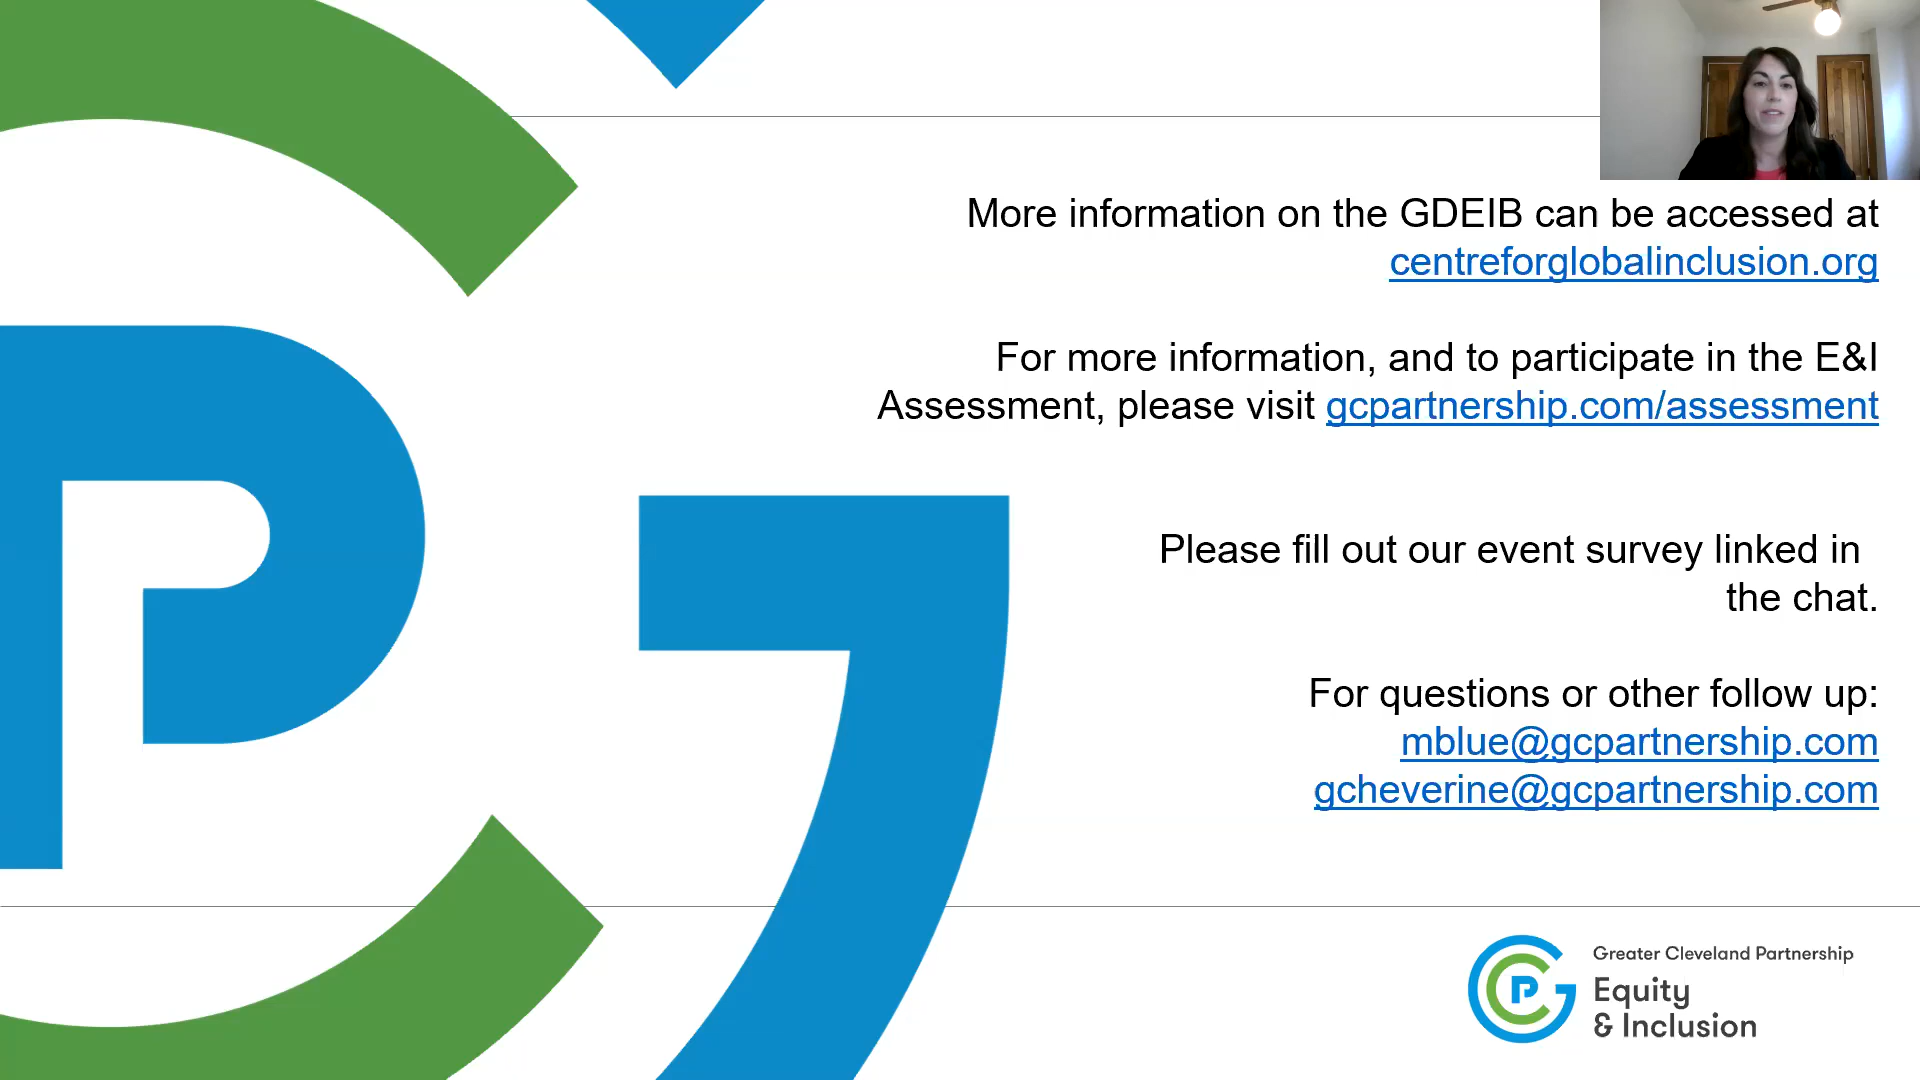 More information on the GDEIB can be accessed at
centreforglobalinclusion.org
For more information, and to participate in the E&I
Assessment, please visit gcpartnership.com/assessment
Please fill out our event survey linked in
the chat.
For questions or other follow up:
mblue@gcpartnership.com
gcheverine@gcpartnership.com
Greater Cleveland Partnership
Equity
& Inclusion